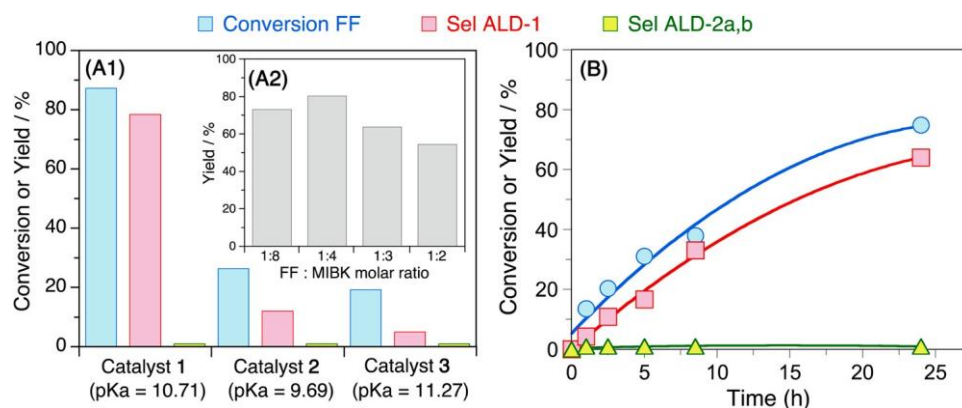 Conversion FF Sel ALD-1 Sel ALD-2a,b
(A1)
Conversion or Yield / %
100
80
60
40
20
0
Catalyst 1 Catalyst 2 Catalyst 3
(pKa = 10.71) (pKa = 9.69) (pKa = 11.27)
(A2)
Yield / %
100
80
60
40
20
0
1:8 1:4 1:3 1:2
FF : MIBK molar ratio
(B)
Conversion or Yield / %
100
80
60
40
20
0
0 5 10 15 20 25
Time (h)